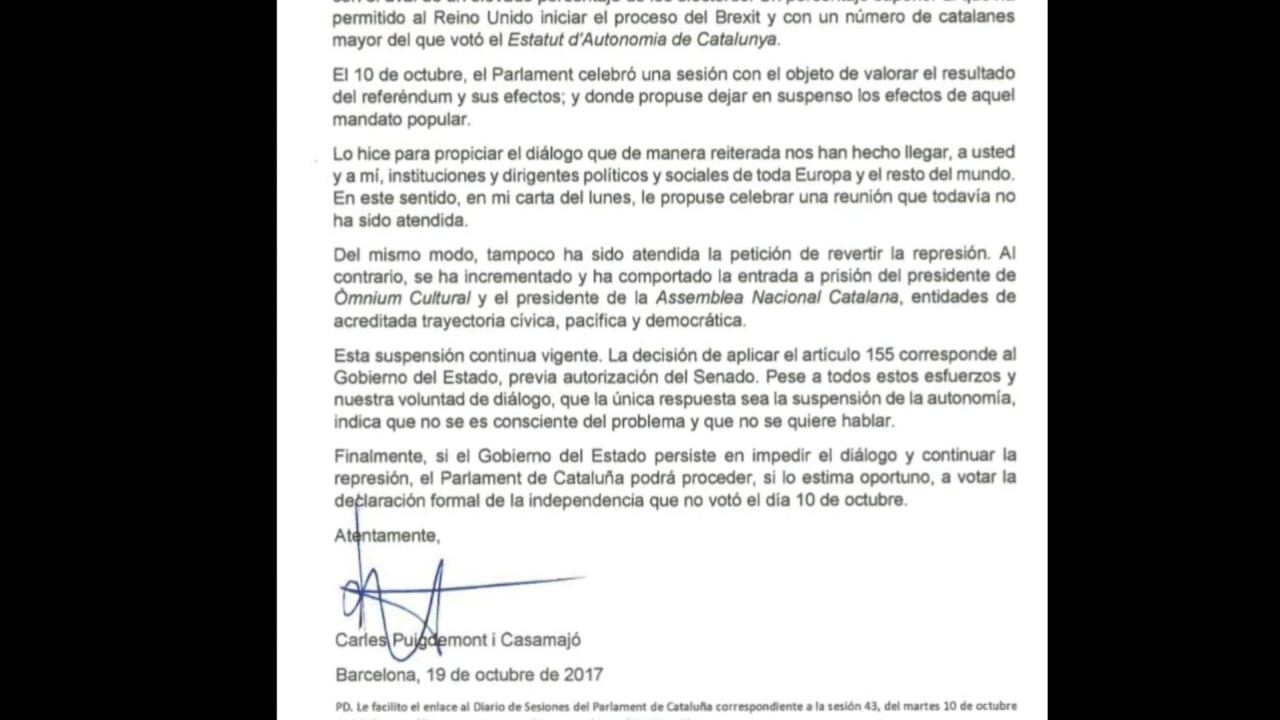 permitido al Reino Unido iniciar el proceso del Brexit y con un número de catalanes
mayor del que votó el Estatut d'Autonomia de Catalunya.
El 10 de octubre, el Parlament celebró una sesión con el objeto de valorar el resultado
del referéndum y sus efectos; y donde propuse dejar en suspenso los efectos de aquel
mandato popular.
Lo hice para propiciar el diálogo que de manera reiterada nos han hecho llegar, a usted
y a mí, instituciones y dirigentes políticos y sociales de toda Europa y el resto del mundo.
En este sentido, en mi carta del lunes, le propuse celebrar una reunión que todavía no
ha sido atendida.
Del mismo modo, tampoco ha sido atendida la petición de revertir la represión. Al
contrario, se ha incrementado y ha comportado la entrada a prisión del presidente de
Òmnium Cultural y el presidente de la Assemblea Nacional Catalana, entidades de
acreditada trayectoria cívica, pacífica y democrática.
Esta suspensión continua vigente. La decisión de aplicar el artículo 155 corresponde al
Gobierno del Estado, previa autorización del Senado. Pese a todos estos esfuerzos y
nuestra voluntad de diálogo, que la única respuesta sea la suspensión de la autonomía,
indica que no se es consciente del problema y que no se quiere hablar.
Finalmente, si el Gobierno del Estado persiste en impedir el diálogo y continuar la
represión, el Parlament de Cataluña podrá proceder, si lo estima oportuno, a votar la
declaración formal de la independencia que no votó el día 10 de octubre.
Atentamente,
Carles Puigdemont i Casamajó
Barcelona, 19 de octubre de 2017
PD. Le facilito el enlace al Diario de Sesiones del Parlament de Cataluña correspondiente a la sesión 43, del martes 10 de octubre